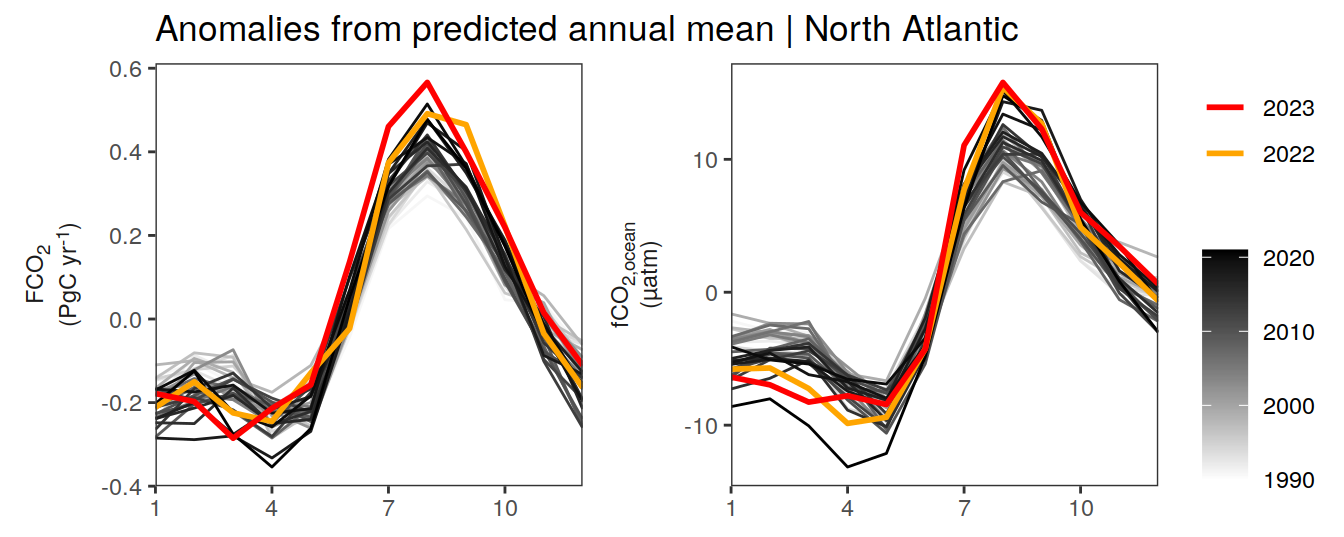 Anomalies from predicted annual mean | North Atlantic
FCO₂
(PgC yr⁻¹)
0.6
0.4
0.2
0.0
-0.2
-0.4
1 4 7 10
fCO₂,ocean
(µatm)
10
0
-10
1 4 7 10
2023
2022
2020
2010
2000
1990